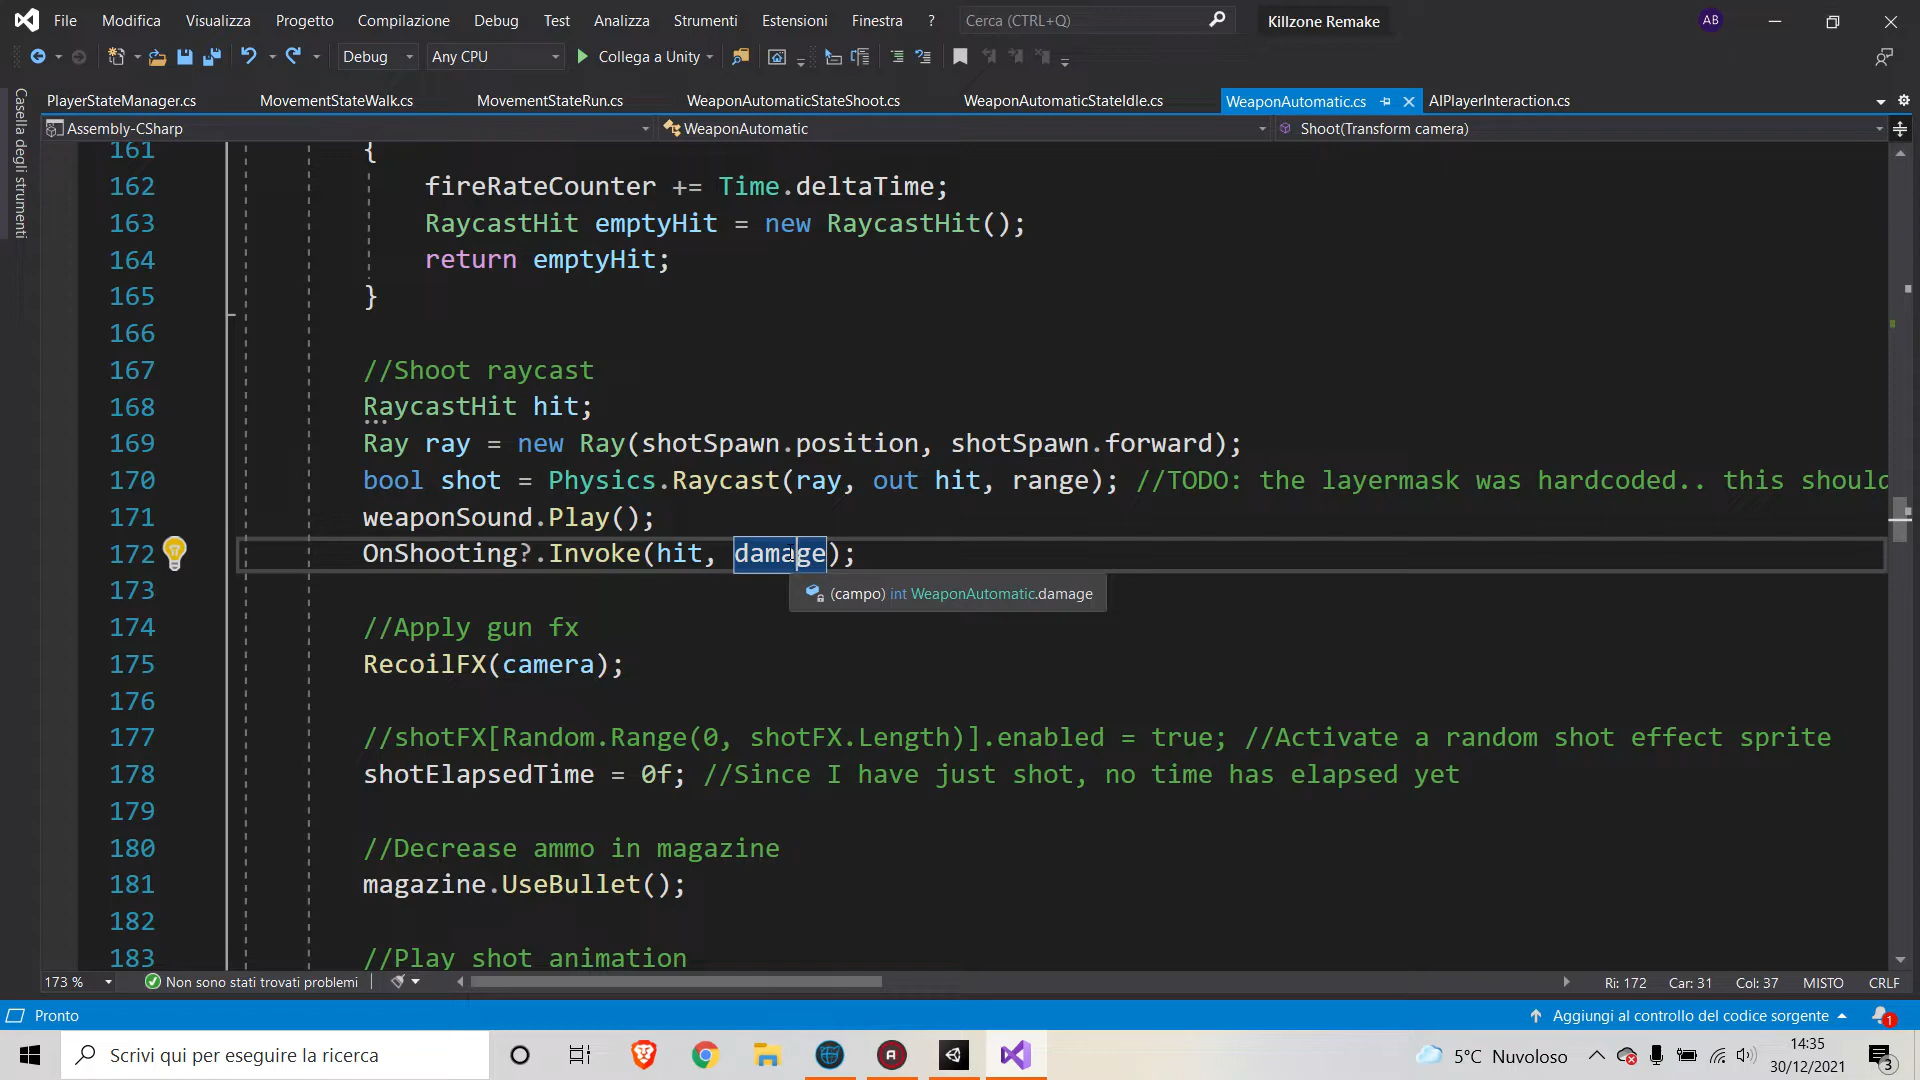 File Modifica Visualizza Progetto Compilazione Debug Test Analizza Strumenti Estensioni Finestra ? Cerca (CTRL+Q) Killzone Remake AB
Debug Any CPU Collega a Unity
PlayerStateManager.cs MovementStateWalk.cs MovementStateRun.cs WeaponAutomaticStateShoot.cs WeaponAutomaticStateIdle.cs WeaponAutomatic.cs AIPlayerInteraction.cs
Casella degli strumenti
Assembly-CSharp WeaponAutomatic Shoot(Transform camera)
161 {
162 fireRateCounter += Time.deltaTime;
163 RaycastHit emptyHit = new RaycastHit();
164 return emptyHit;
165 }
166
167 //Shoot raycast
168 RaycastHit hit;
169 Ray ray = new Ray(shotSpawn.position, shotSpawn.forward);
170 bool shot = Physics.Raycast(ray, out hit, range); //TODO: the layermask was hardcoded.. this should
171 weaponSound.Play();
172 OnShooting?.Invoke(hit, damage);
173
(campo) int WeaponAutomatic.damage
174 //Apply gun fx
175 RecoilFX(camera);
176
177 //shotFX[Random.Range(0, shotFX.Length)].enabled = true; //Activate a random shot effect sprite
178 shotElapsedTime = 0f; //Since I have just shot, no time has elapsed yet
179
180 //Decrease ammo in magazine
181 magazine.UseBullet();
182
183 //Play shot animation
173 % Non sono stati trovati problemi Ri: 172 Car: 31 Col: 37 MISTO CRLF
Pronto Aggiungi al controllo del codice sorgente 1
Scrivi qui per eseguire la ricerca 5°C Nuvoloso 14:35
30/12/2021 3